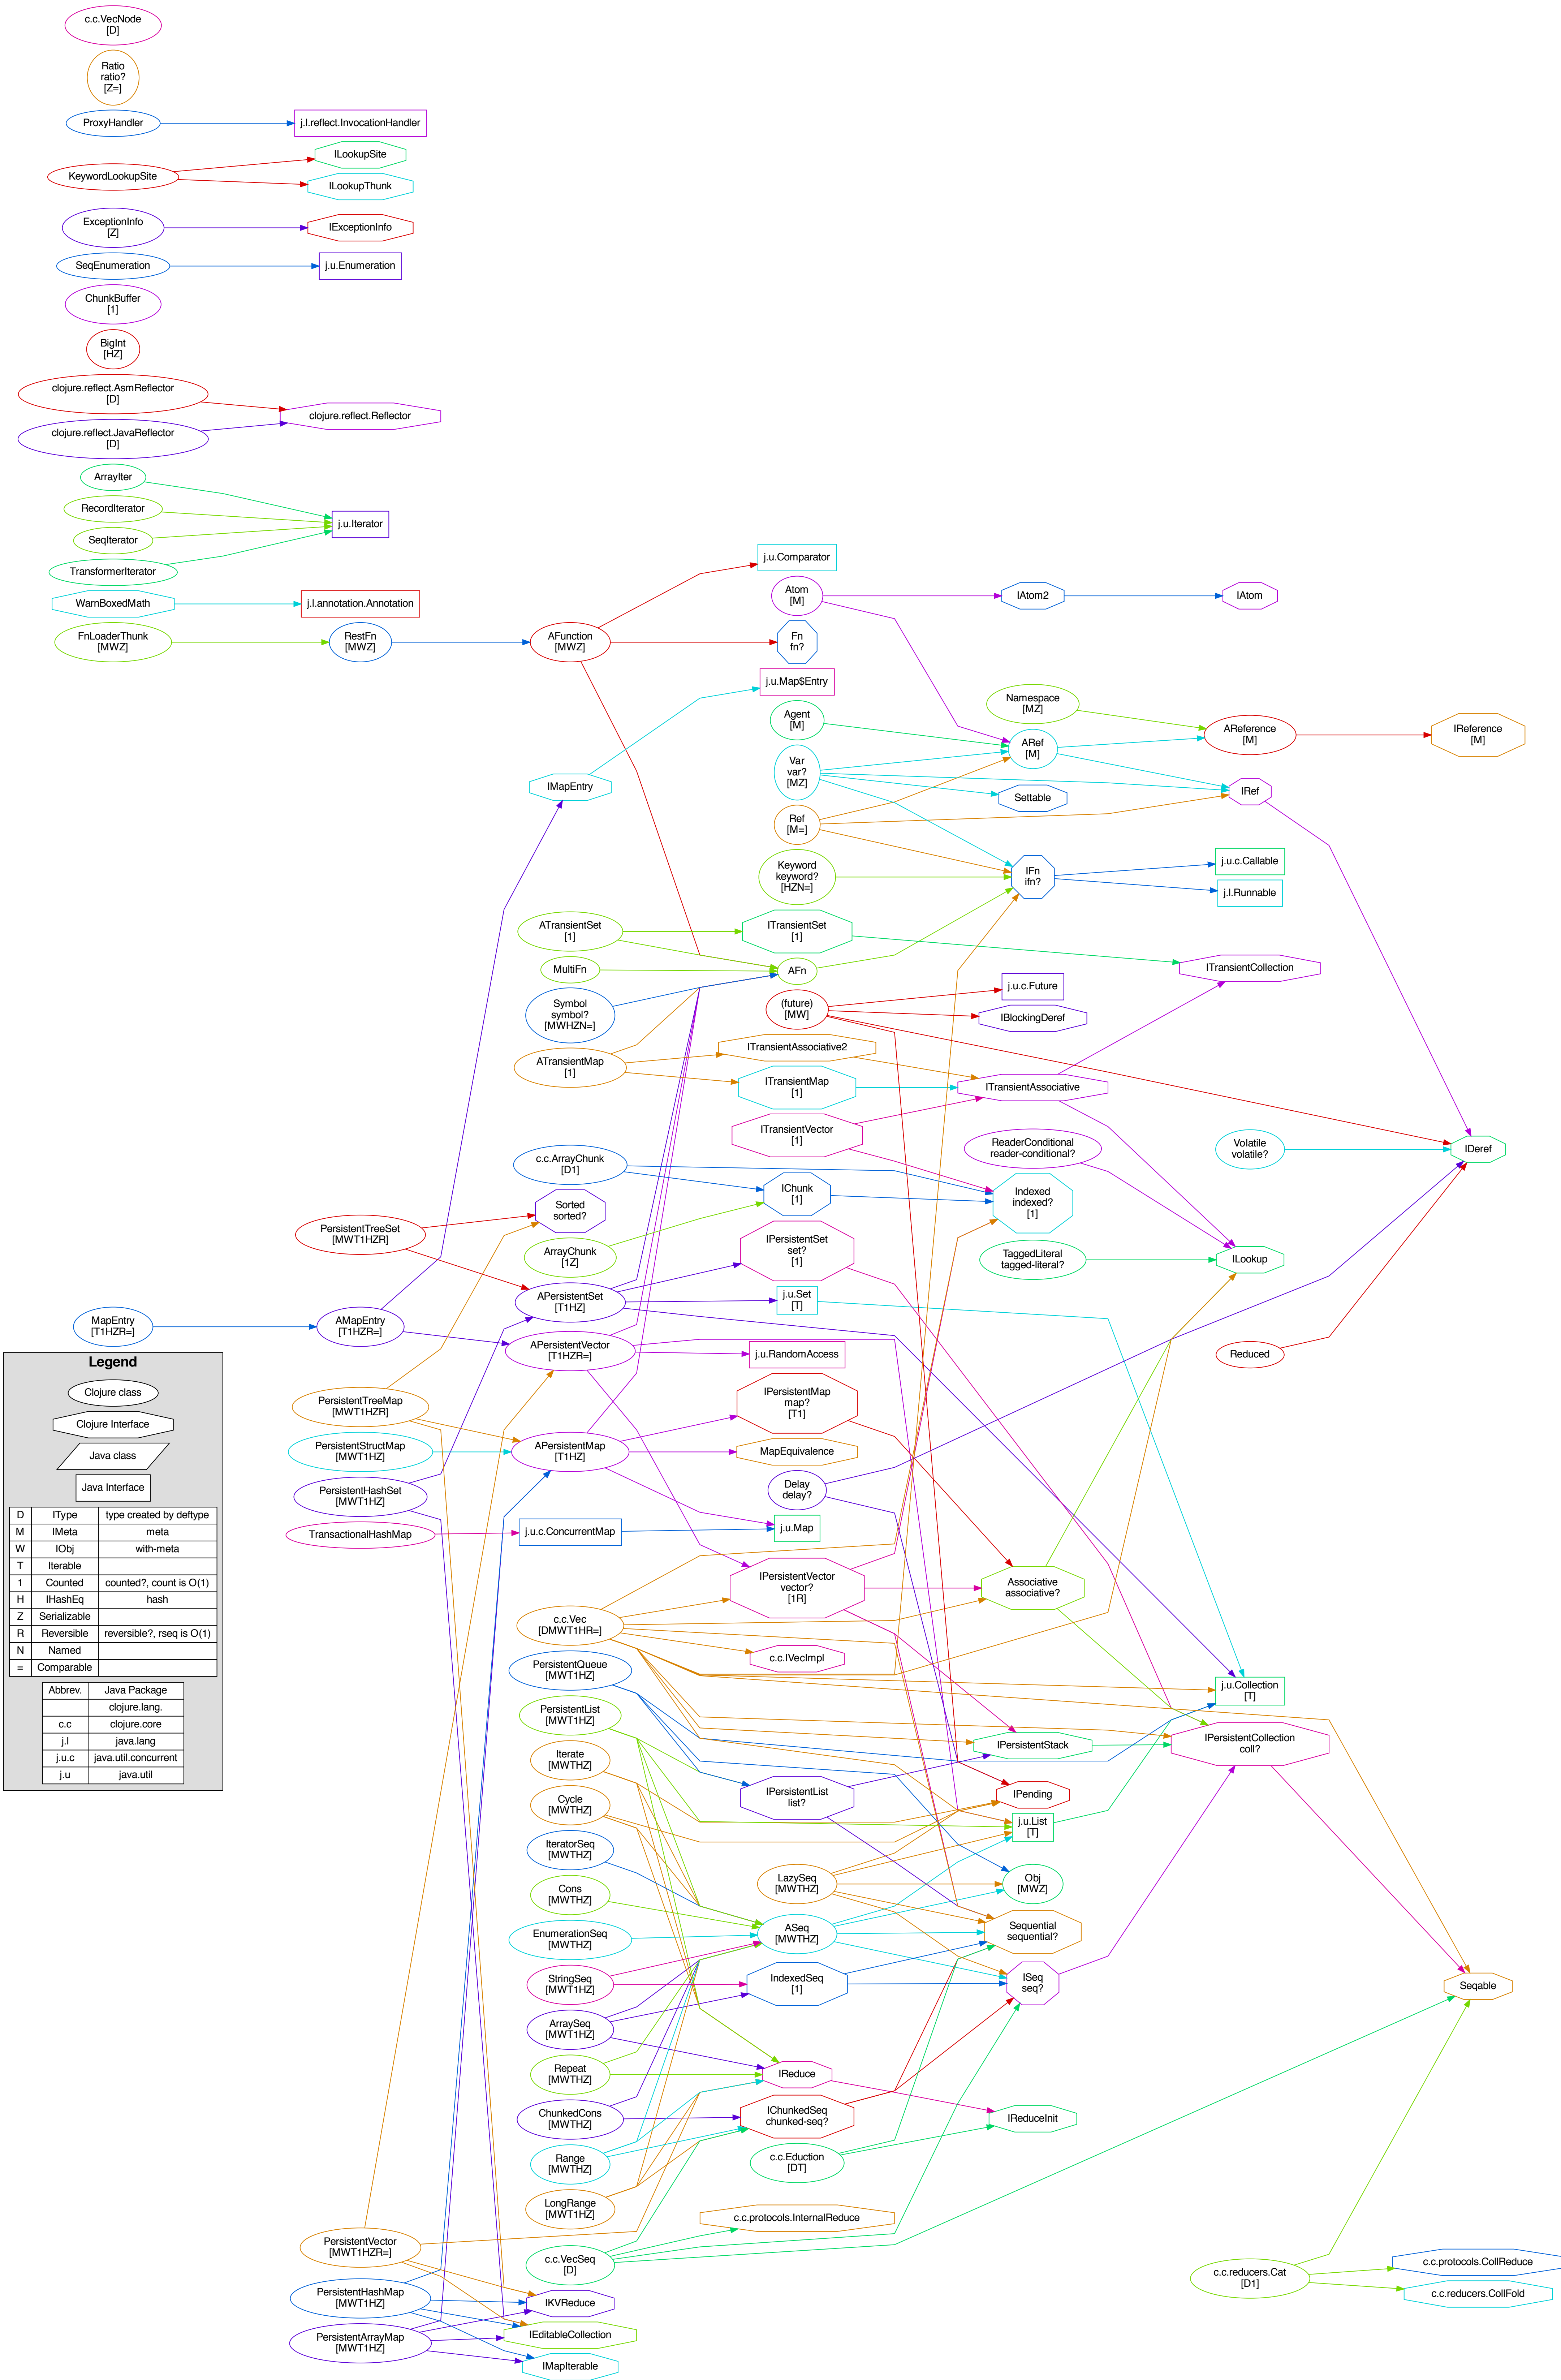 c.c.VecNode
[D]
Ratio
ratio?
[Z=]
ProxyHandler
j.l.reflect.InvocationHandler
ILookupSite
KeywordLookupSite
ILookupThunk
ExceptionInfo
[Z]
IExceptionInfo
SeqEnumeration
j.u.Enumeration
ChunkBuffer
[1]
BigInt
[HZ]
clojure.reflect.AsmReflector
[D]
clojure.reflect.Reflector
clojure.reflect.JavaReflector
[D]
ArrayIter
RecordIterator
j.u.Iterator
SeqIterator
TransformerIterator
WarnBoxedMath
j.l.annotation.Annotation
FnLoaderThunk
[MWZ]
RestFn
[MWZ]
AFunction
[MWZ]
j.u.Comparator
Atom
[M]
IAtom2
IAtom
Fn
fn?
j.u.Map$Entry
Namespace
[MZ]
Agent
[M]
AReference
[M]
IReference
[M]
ARef
[M]
Var
var?
[MZ]
IMapEntry
Settable
IRef
Ref
[M=]
Keyword
keyword?
[HZN=]
IFn
ifn?
j.u.c.Callable
j.l.Runnable
ATransientSet
[1]
ITransientSet
[1]
ITransientCollection
MultiFn
AFn
Symbol
symbol?
[MWHZN=]
(future)
[MW]
j.u.c.Future
IBlockingDeref
ATransientMap
[1]
ITransientAssociative2
ITransientMap
[1]
ITransientAssociative
ITransientVector
[1]
ReaderConditional
reader-conditional?
Volatile
volatile?
IDeref
c.c.ArrayChunk
[D1]
IChunk
[1]
Indexed
indexed?
[1]
Sorted
sorted?
PersistentTreeSet
[MWT1HZR]
ArrayChunk
[1Z]
IPersistentSet
set?
[1]
TaggedLiteral
tagged-literal?
ILookup
APersistentSet
[T1HZ]
j.u.Set
[T]
MapEntry
[T1HZR=]
AMapEntry
[T1HZR=]
APersistentVector
[T1HZR=]
j.u.RandomAccess
Reduced
Legend
Clojure class
Clojure Interface
Java class
Java Interface
D IType type created by deftype
M IMeta meta
W IObj with-meta
T Iterable
1 Counted counted?, count is O(1)
H IHashEq hash
Z Serializable
R Reversible reversible?, rseq is O(1)
N Named
= Comparable
Abbrev. Java Package
clojure.lang.
c.c clojure.core
j.l java.lang
j.u.c java.util.concurrent
j.u java.util
PersistentTreeMap
[MWT1HZR]
IPersistentMap
map?
[T1]
PersistentStructMap
[MWT1HZ]
APersistentMap
[T1HZ]
MapEquivalence
PersistentHashSet
[MWT1HZ]
Delay
delay?
TransactionalHashMap
j.u.c.ConcurrentMap
j.u.Map
IPersistentVector
vector?
[1R]
Associative
associative?
c.c.Vec
[DMWT1HR=]
c.c.IVecImpl
PersistentQueue
[MWT1HZ]
j.u.Collection
[T]
PersistentList
[MWT1HZ]
IPersistentStack
IPersistentCollection
coll?
Iterate
[MWTHZ]
IPersistentList
list?
IPending
Cycle
[MWTHZ]
j.u.List
[T]
IteratorSeq
[MWTHZ]
LazySeq
[MWTHZ]
Obj
[MWZ]
Cons
[MWTHZ]
ASeq
[MWTHZ]
Sequential
sequential?
EnumerationSeq
[MWTHZ]
StringSeq
[MWT1HZ]
IndexedSeq
[1]
ISeq
seq?
Seqable
ArraySeq
[MWT1HZ]
Repeat
[MWTHZ]
IReduce
ChunkedCons
[MWTHZ]
IChunkedSeq
chunked-seq?
IReduceInit
Range
[MWTHZ]
c.c.Eduction
[DT]
LongRange
[MWT1HZ]
c.c.protocols.InternalReduce
PersistentVector
[MWT1HZR=]
c.c.VecSeq
[D]
c.c.reducers.Cat
[D1]
c.c.protocols.CollReduce
c.c.reducers.CollFold
PersistentHashMap
[MWT1HZ]
IKVReduce
IEditableCollection
PersistentArrayMap
[MWT1HZ]
IMapIterable